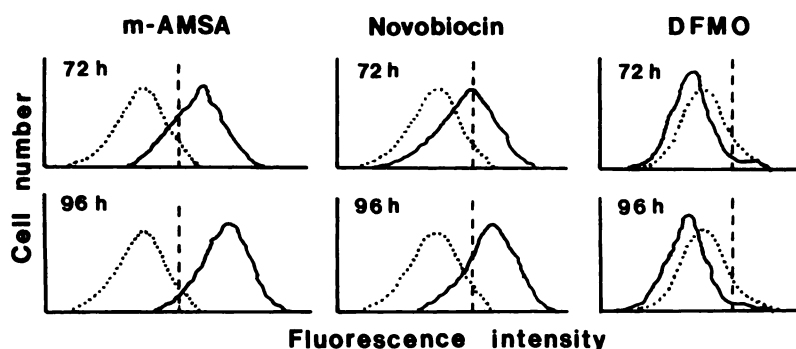 m-AMSA Novobiocin DFMO
72 h 72 h 72 h
96 h 96 h 96 h
Cell number
Fluorescence intensity